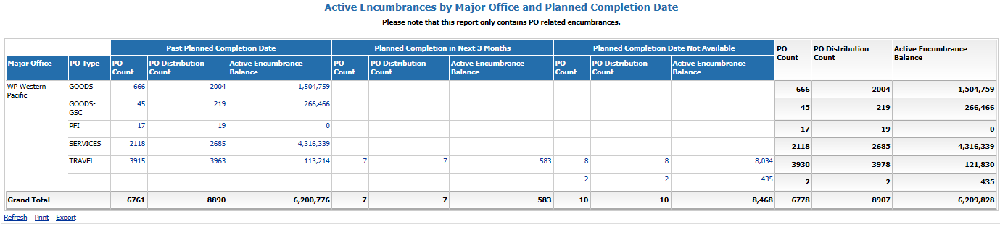 Active Encumbrances by Major Office and Planned Completion Date
Please note that this report only contains PO related encumbrances.
Past Planned Completion Date Planned Completion in Next 3 Months Planned Completion Date Not Available PO Count PO Distribution Count Active Encumbrance Balance
Major Office PO Type PO Count PO Distribution Count Active Encumbrance Balance PO Count PO Distribution Count Active Encumbrance Balance PO Count PO Distribution Count Active Encumbrance Balance
WP Western Pacific GOODS 666 2004 1,504,759 666 2004 1,504,759
GOODS-GSC 45 219 266,466 45 219 266,466
PFI 17 19 0 17 19 0
SERVICES 2118 2685 4,316,339 2118 2685 4,316,339
TRAVEL 3915 3963 113,214 7 7 583 8 8 8,034 3930 3978 121,830
2 2 435 2 2 435
Grand Total 6761 8890 6,200,776 7 7 583 10 10 8,468 6778 8907 6,209,828
Refresh - Print - Export